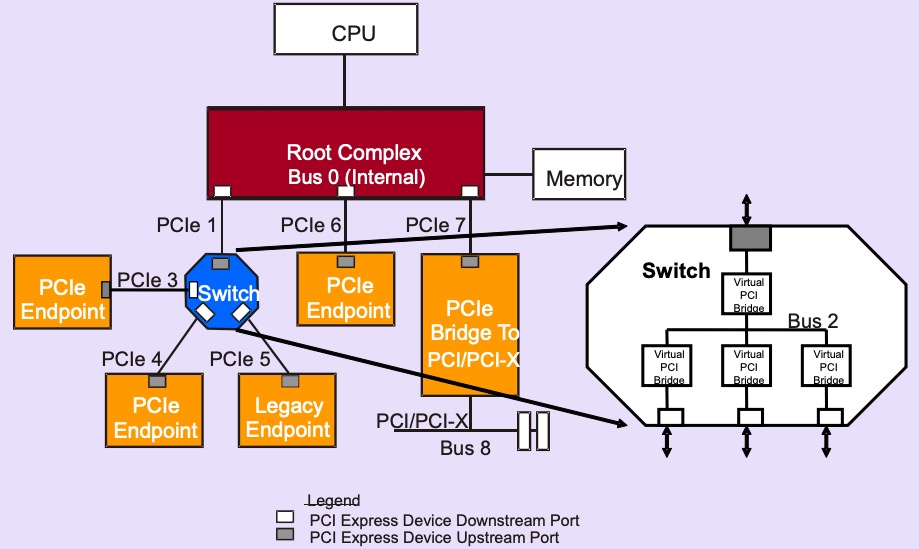 CPU
Root Complex
Bus 0 (Internal)
Memory
PCIe 1
PCIe 6
PCIe 7
PCIe
Endpoint
PCIe 3
Switch
PCIe
Endpoint
PCIe
Bridge To
PCI/PCI-X
PCIe 4
PCIe 5
PCIe
Endpoint
Legacy
Endpoint
PCI/PCI-X
Bus 8
Switch
Virtual
PCI
Bridge
Bus 2
Virtual
PCI
Bridge
Virtual
PCI
Bridge
Virtual
PCI
Bridge
Legend
PCI Express Device Downstream Port
PCI Express Device Upstream Port